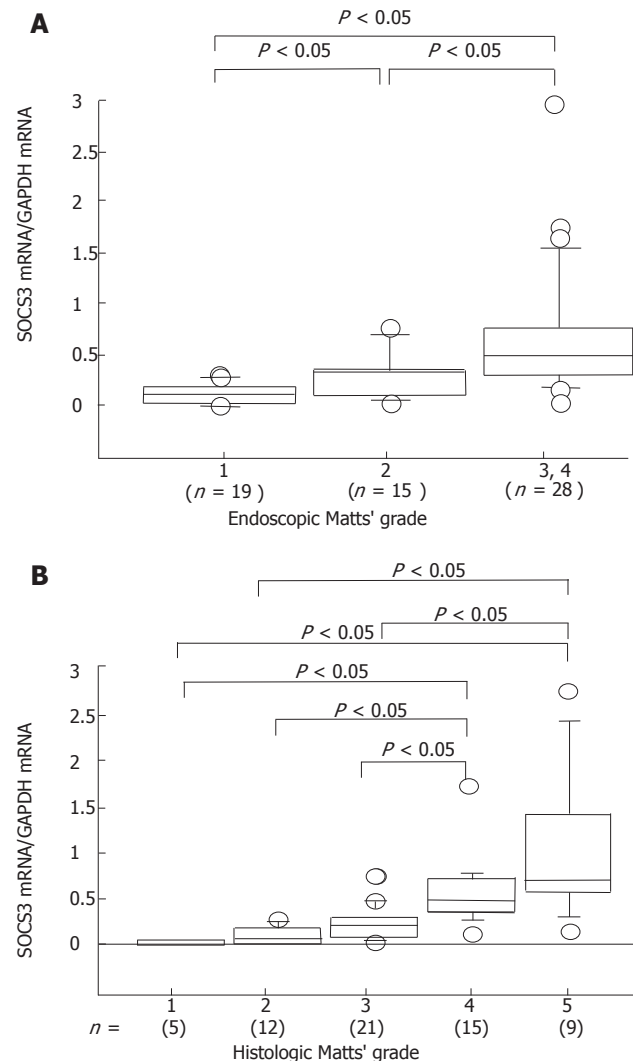 A
P < 0.05
P < 0.05 P < 0.05
3
2.5
2
1.5
1
0.5
0
SOCS3 mRNA/GAPDH mRNA
1 2 3, 4
(n = 19) (n = 15) (n = 28)
Endoscopic Matts' grade
B
P < 0.05
P < 0.05
P < 0.05
P < 0.05
P < 0.05
P < 0.05
3
2.5
2
1.5
1
0.5
0
SOCS3 mRNA/GAPDH mRNA
1 2 3 4 5
n = (5) (12) (21) (15) (9)
Histologic Matts' grade